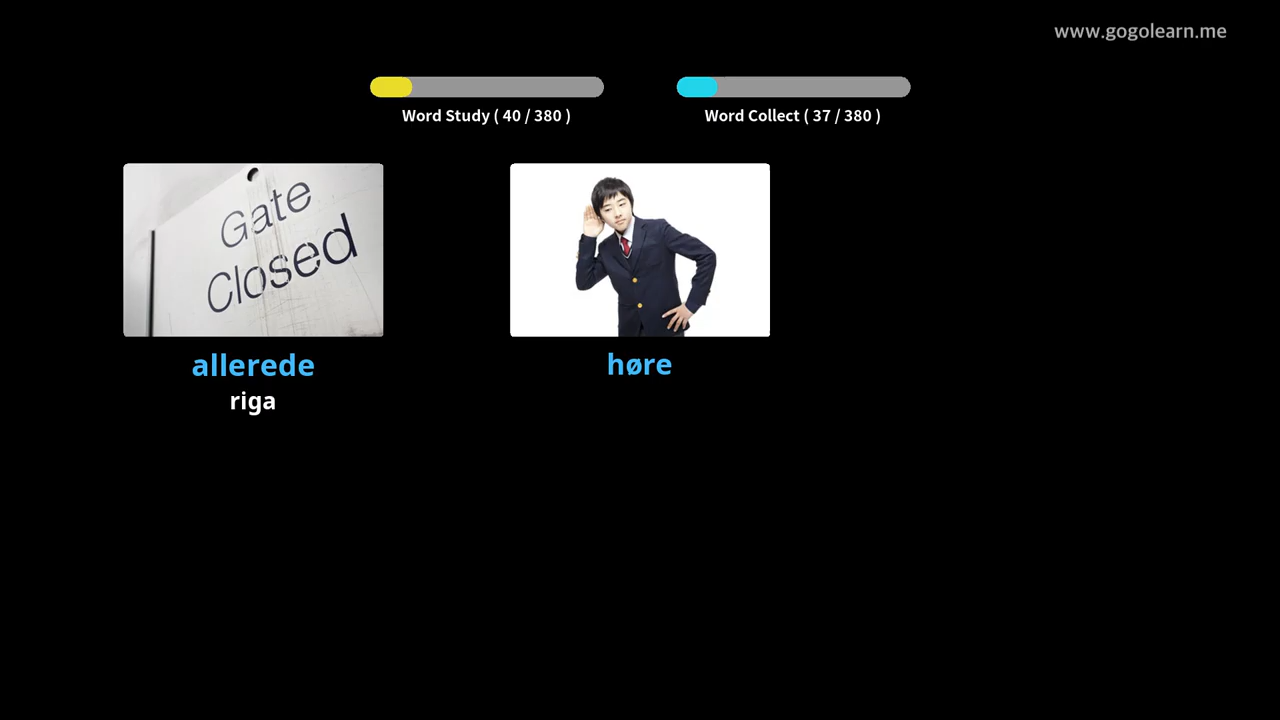 www.gogolearn.me
Word Study ( 40 / 380 )
Word Collect ( 37 / 380 )
Gate
Closed
allerede
riga
høre